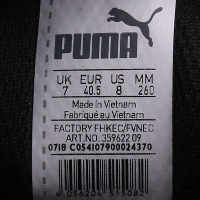 PUMA
UK EUR US MM
7 40.5 8 260
Made in Vietnam
Fabriqué au Vietnam
FACTORY FHKEC/FVNEC
ART.NO. 359622 09
0718 C054107900024370